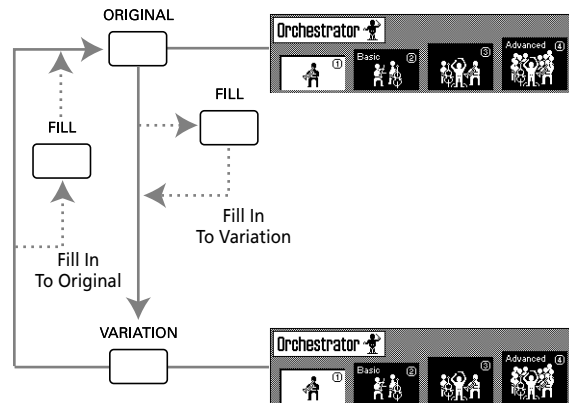 ORIGINAL
Orchestrator
①
Basic ②
③
Advanced ④
FILL
FILL
Fill In
To Variation
Fill In
To Original
VARIATION
Orchestrator
①
Basic ②
③
Advanced ④